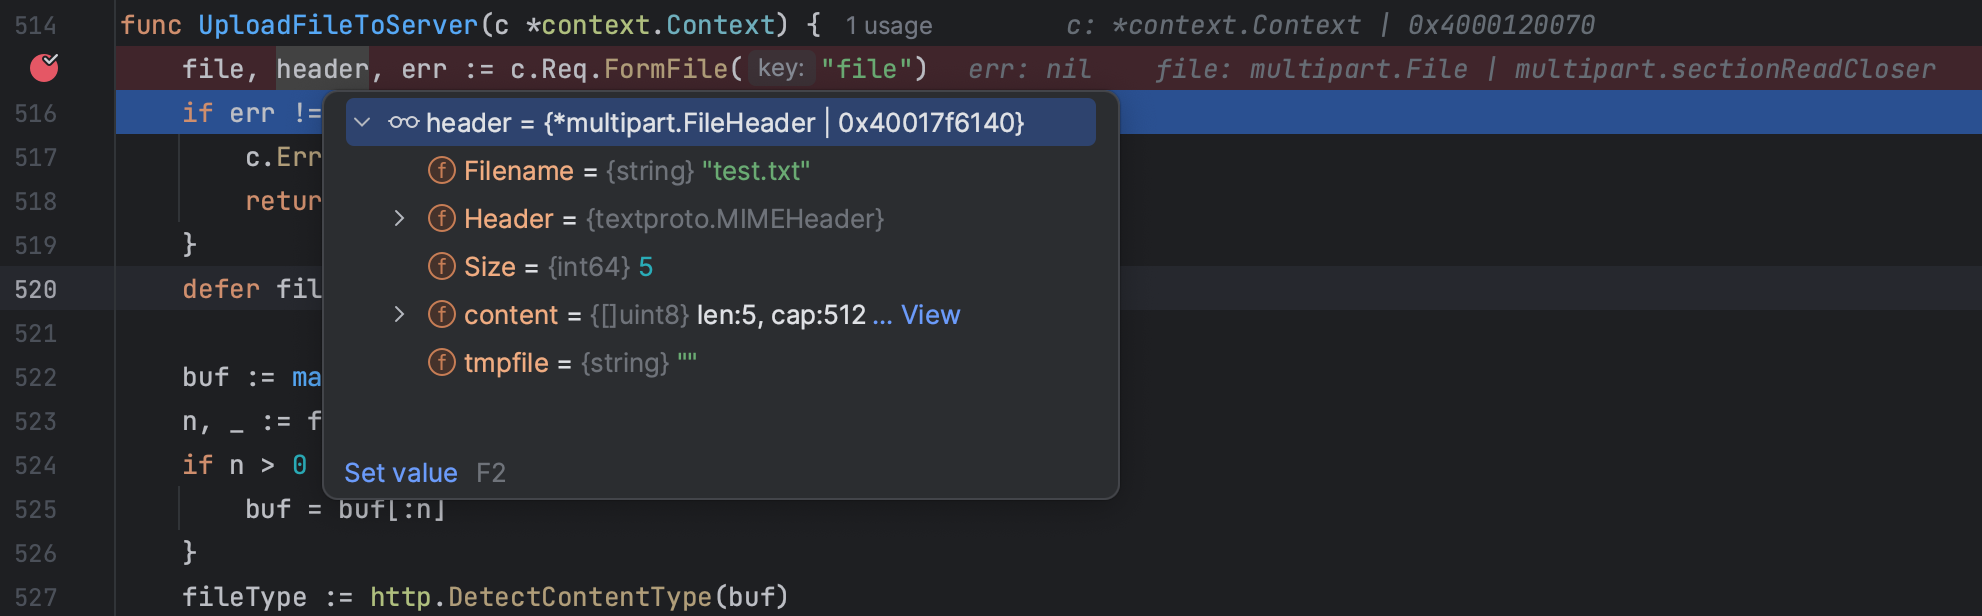 514 func UploadFileToServer(c *context.Context) { 1 usage c: *context.Context | 0x4000120070
file, header, err := c.Req.FormFile( key: "file") err: nil file: multipart.File | multipart.sectionReadCloser
516 if err !=
header = {*multipart.FileHeader | 0x40017f6140}
517 c.Err
Filename = {string} "test.txt"
518 retur
Header = {textproto.MIMEHeader}
519 }
Size = {int64} 5
520 defer fil
content = {[]uint8} len:5, cap:512 ... View
521
tmpfile = {string} ""
522 buf := ma
523 n, _ := f
524 if n > 0
Set value F2
525 buf = buf[:n]
526 }
527 fileType := http.DetectContentType(buf)